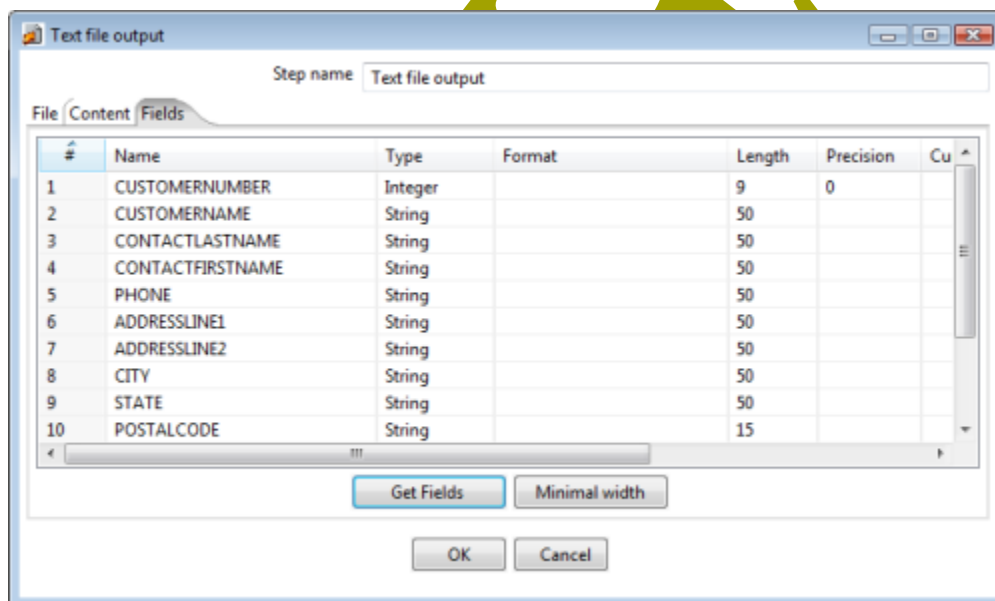 Text file output
Step name Text file output
File Content Fields
# Name Type Format Length Precision Cu
1 CUSTOMERNUMBER Integer 9 0
2 CUSTOMERNAME String 50
3 CONTACTLASTNAME String 50
4 CONTACTFIRSTNAME String 50
5 PHONE String 50
6 ADDRESSLINE1 String 50
7 ADDRESSLINE2 String 50
8 CITY String 50
9 STATE String 50
10 POSTALCODE String 15
Get Fields Minimal width
OK Cancel